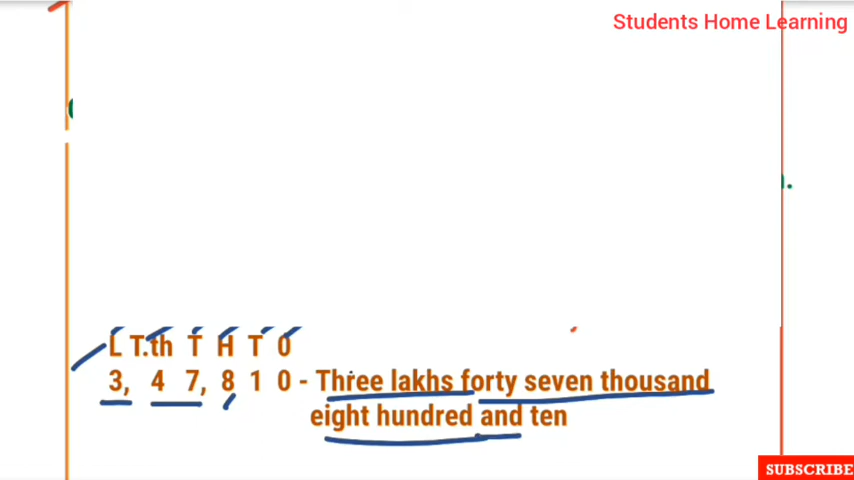 Students Home Learning
L T.th T H T O
3, 4 7, 8 1 0 - Three lakhs forty seven thousand
eight hundred and ten
SUBSCRIBE